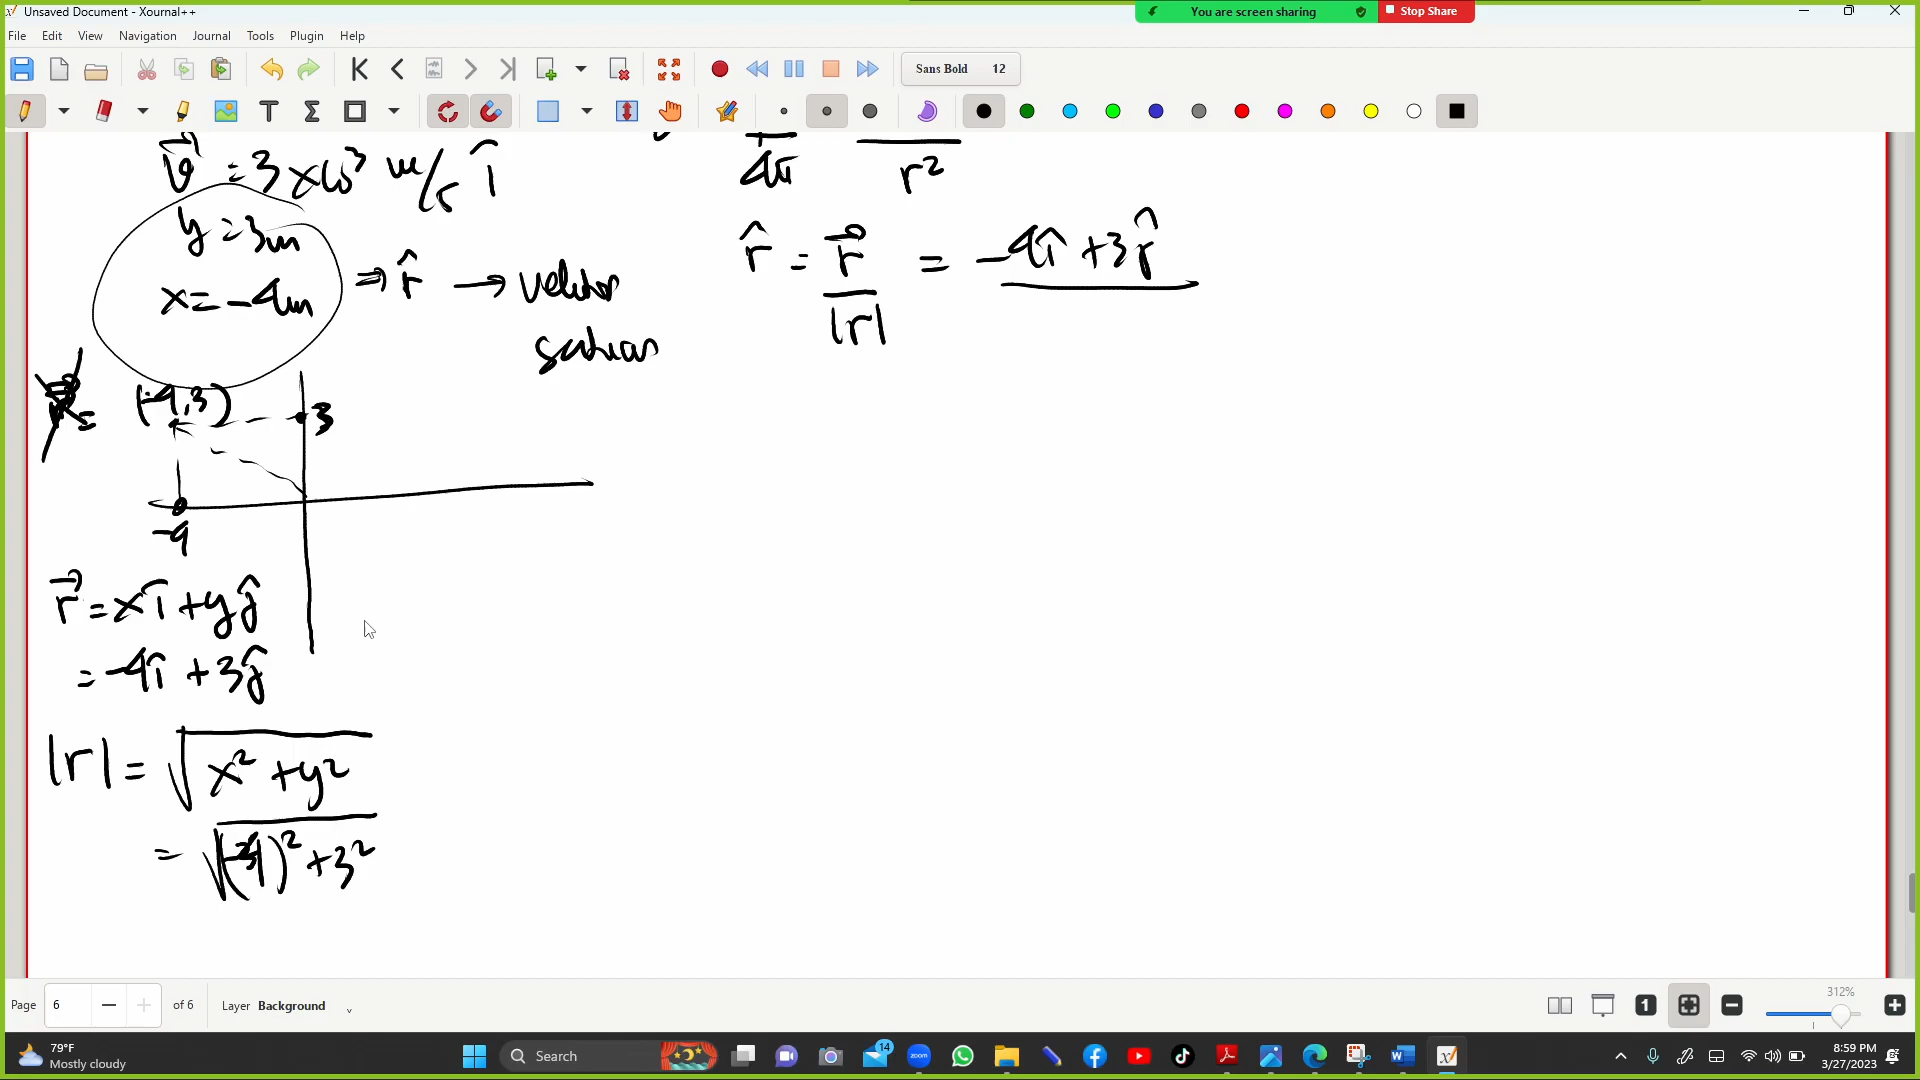 Unsaved Document - Xournal++
You are screen sharing
Stop Share
File Edit View Navigation Journal Tools Plugin Help
Sans Bold 12
v⃗ = 3 × 10³ m/s î
y = 3m
x = -4m
⇒ r̂ → vektor
satuan
4π
r²
r̂ = r⃗ / |r| = -4î + 3ĵ
(-4,3)
3
-4
r⃗ = xî + yĵ
= -4î + 3ĵ
|r| = √x² + y²
= √(-4)² + 3²
Page 6 of 6 Layer Background
312%
79°F
Mostly cloudy
Search
14
zoom
8:59 PM
3/27/2023